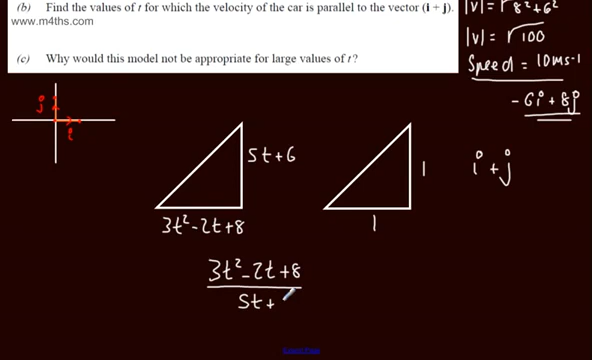 (b) Find the values of t for which the velocity of the car is parallel to the vector (i + j).
www.m4ths.com
(c) Why would this model not be appropriate for large values of t?
|v| = √8²+6²
|v| = √100
Speed = 10ms-1
-6i + 8j
j
i
5t+6
3t²-2t+8
1
1
i+j
3t²-2t+8
5t+